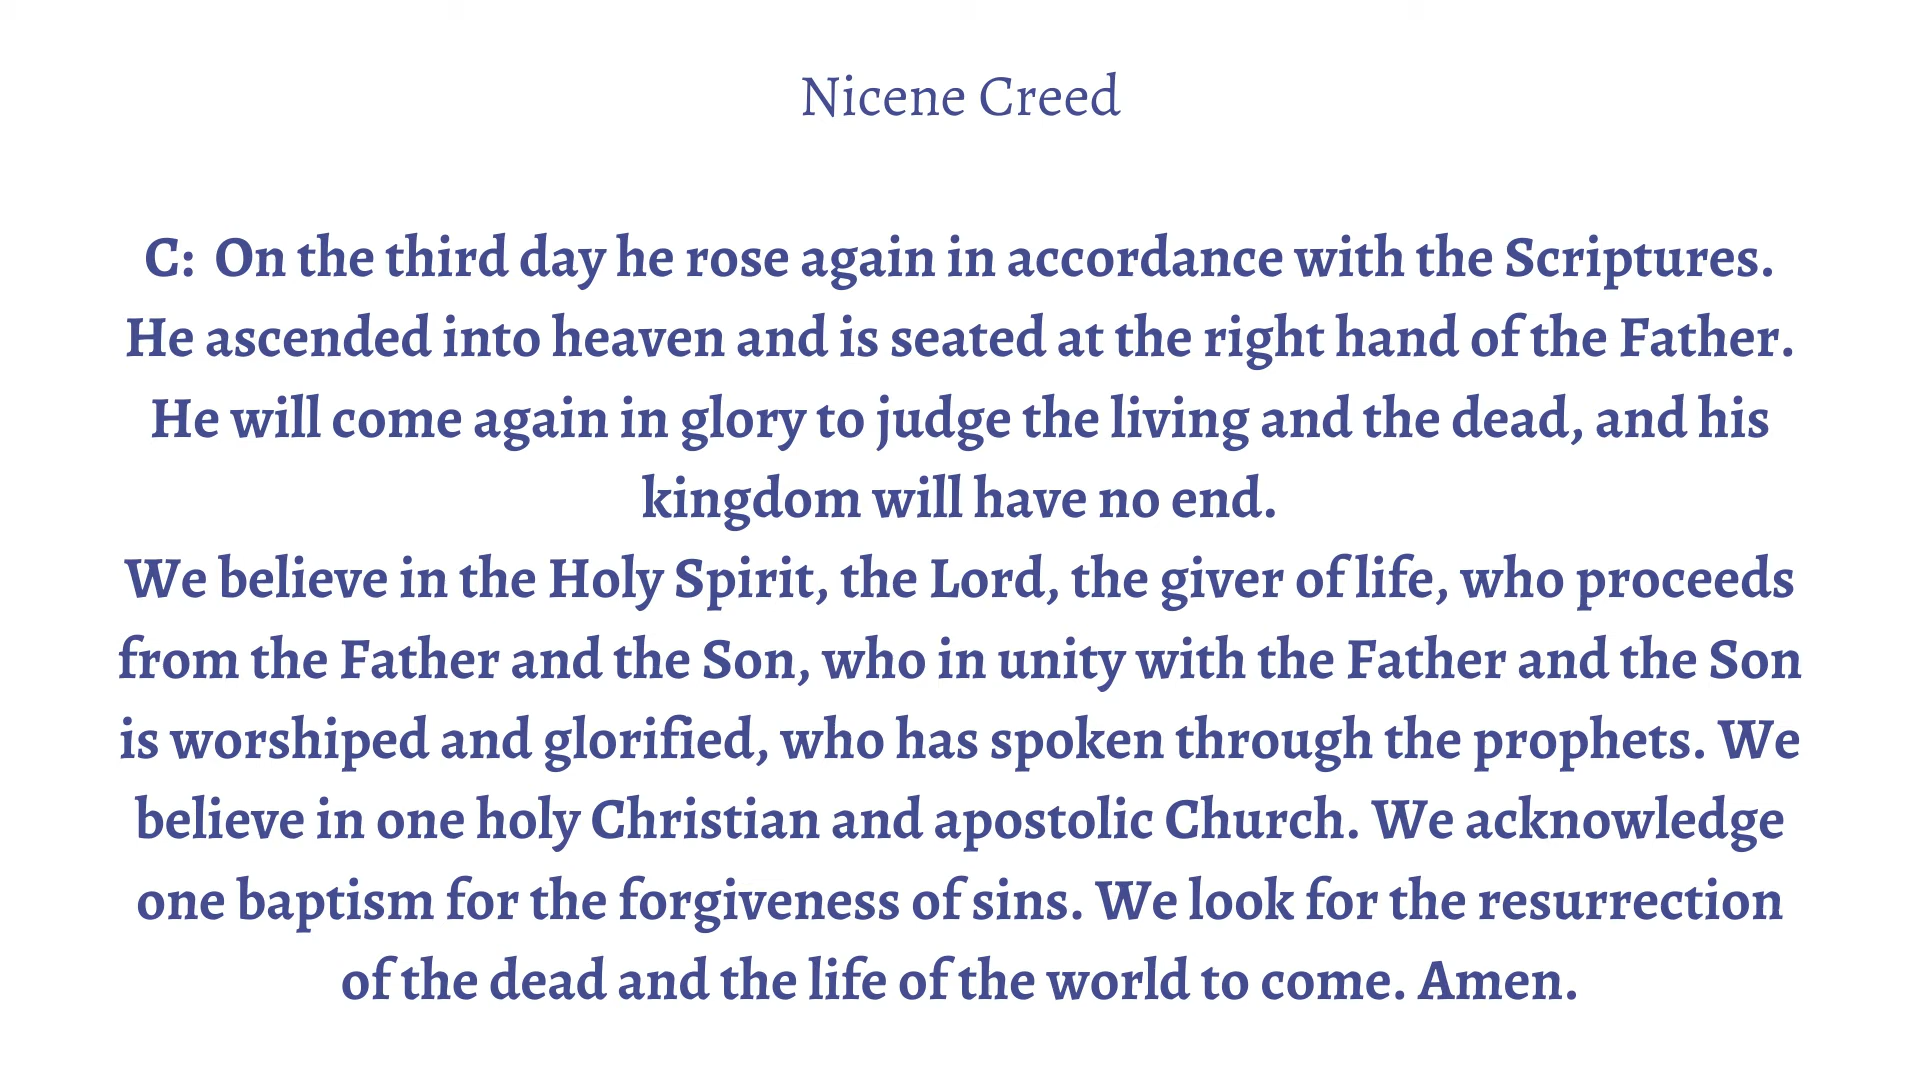 Nicene Creed
C:  On the third day he rose again in accordance with the Scriptures.
He ascended into heaven and is seated at the right hand of the Father.
He will come again in glory to judge the living and the dead, and his
kingdom will have no end.
We believe in the Holy Spirit, the Lord, the giver of life, who proceeds
from the Father and the Son, who in unity with the Father and the Son
is worshiped and glorified, who has spoken through the prophets. We
believe in one holy Christian and apostolic Church. We acknowledge
one baptism for the forgiveness of sins. We look for the resurrection
of the dead and the life of the world to come. Amen.